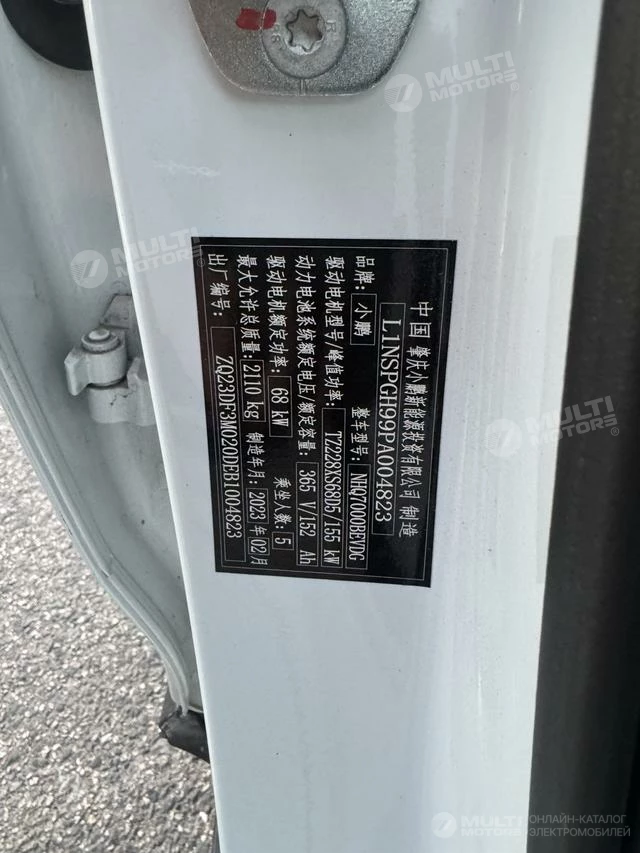 中国 肇庆小鹏新能源投资有限公司 制造
L1NSPGH99PA004823
品牌: 小鹏 整车型号: NHQ7000BEVDG
驱动电机型号/峰值功率: TZ228XS68D5/155 kW
动力电池系统额定电压/额定容量: 365 V/152 Ah
驱动电机额定功率: 68 kW 乘坐人数: 5
最大允许总质量: 2110 kg 制造年月: 2023 年 02 月
出厂编号: ZQ23DF3M020DEB1004823
MULTI MOTORS
MULTI MOTORS
MULTI MOTORS
ОНЛАЙН-КАТАЛОГ
ЭЛЕКТРОМОБИЛЕЙ